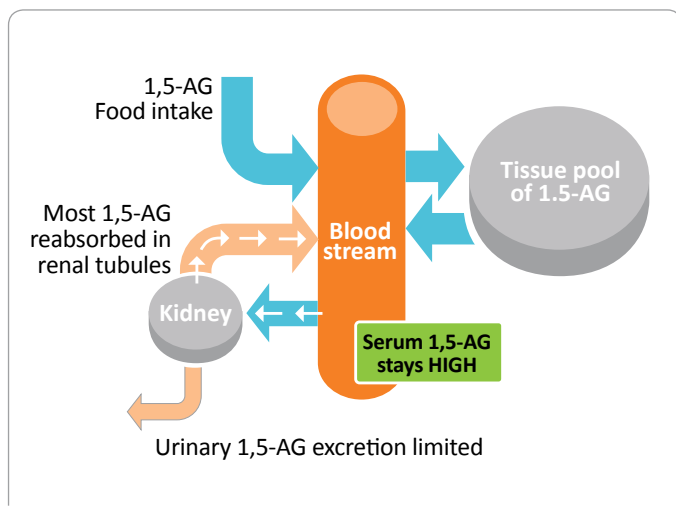 1,5-AG
Food intake
Tissue pool
of 1.5-AG
Most 1,5-AG
reabsorbed in
renal tubules
Blood
stream
Kidney
Serum 1,5-AG
stays HIGH
Urinary 1,5-AG excretion limited